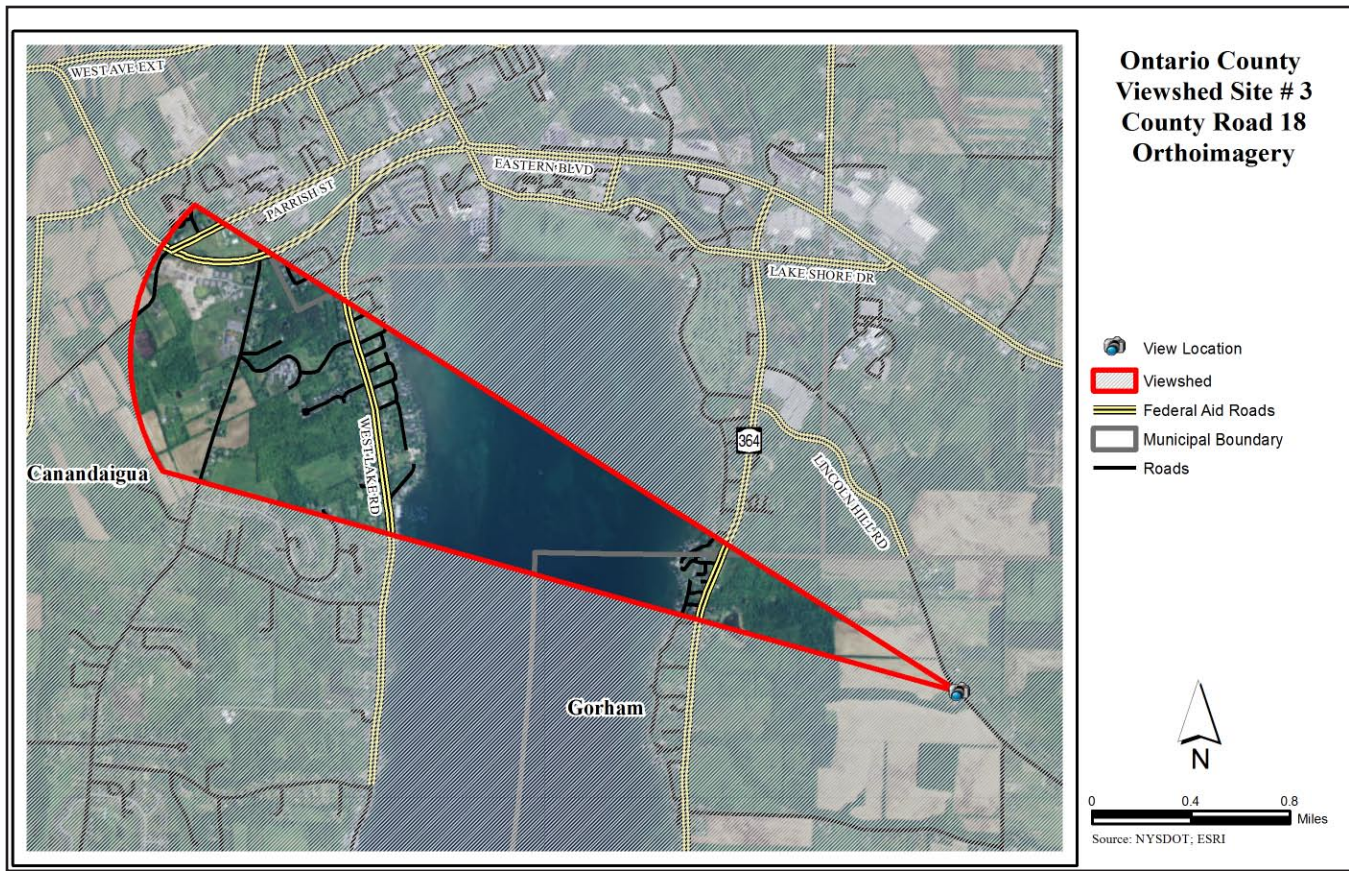 Ontario County
Viewshed Site # 3
County Road 18
Orthoimagery
WEST AVE EXT
PARRISH ST
EASTERN BLVD
LAKE SHORE DR
364
LINCOLN HILL RD
WEST LAKE RD
Canandaigua
Gorham
View Location
Viewshed
Federal Aid Roads
Municipal Boundary
Roads
N
0 0.4 0.8
Miles
Source: NYSDOT; ESRI